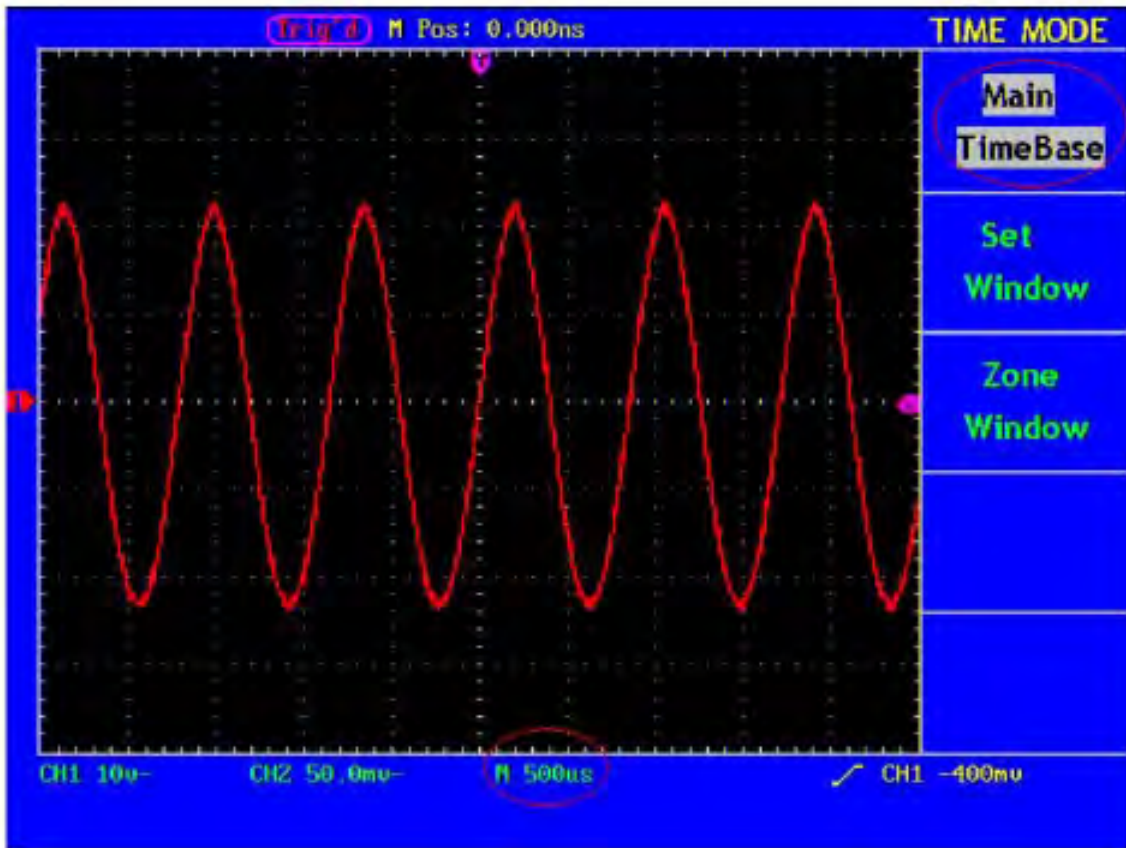 Trig'd M Pos: 0.000ns
TIME MODE
Main
TimeBase
Set
Window
Zone
Window
1
CH1 10v-
CH2 50.0mv-
M 500us
CH1 -400mv